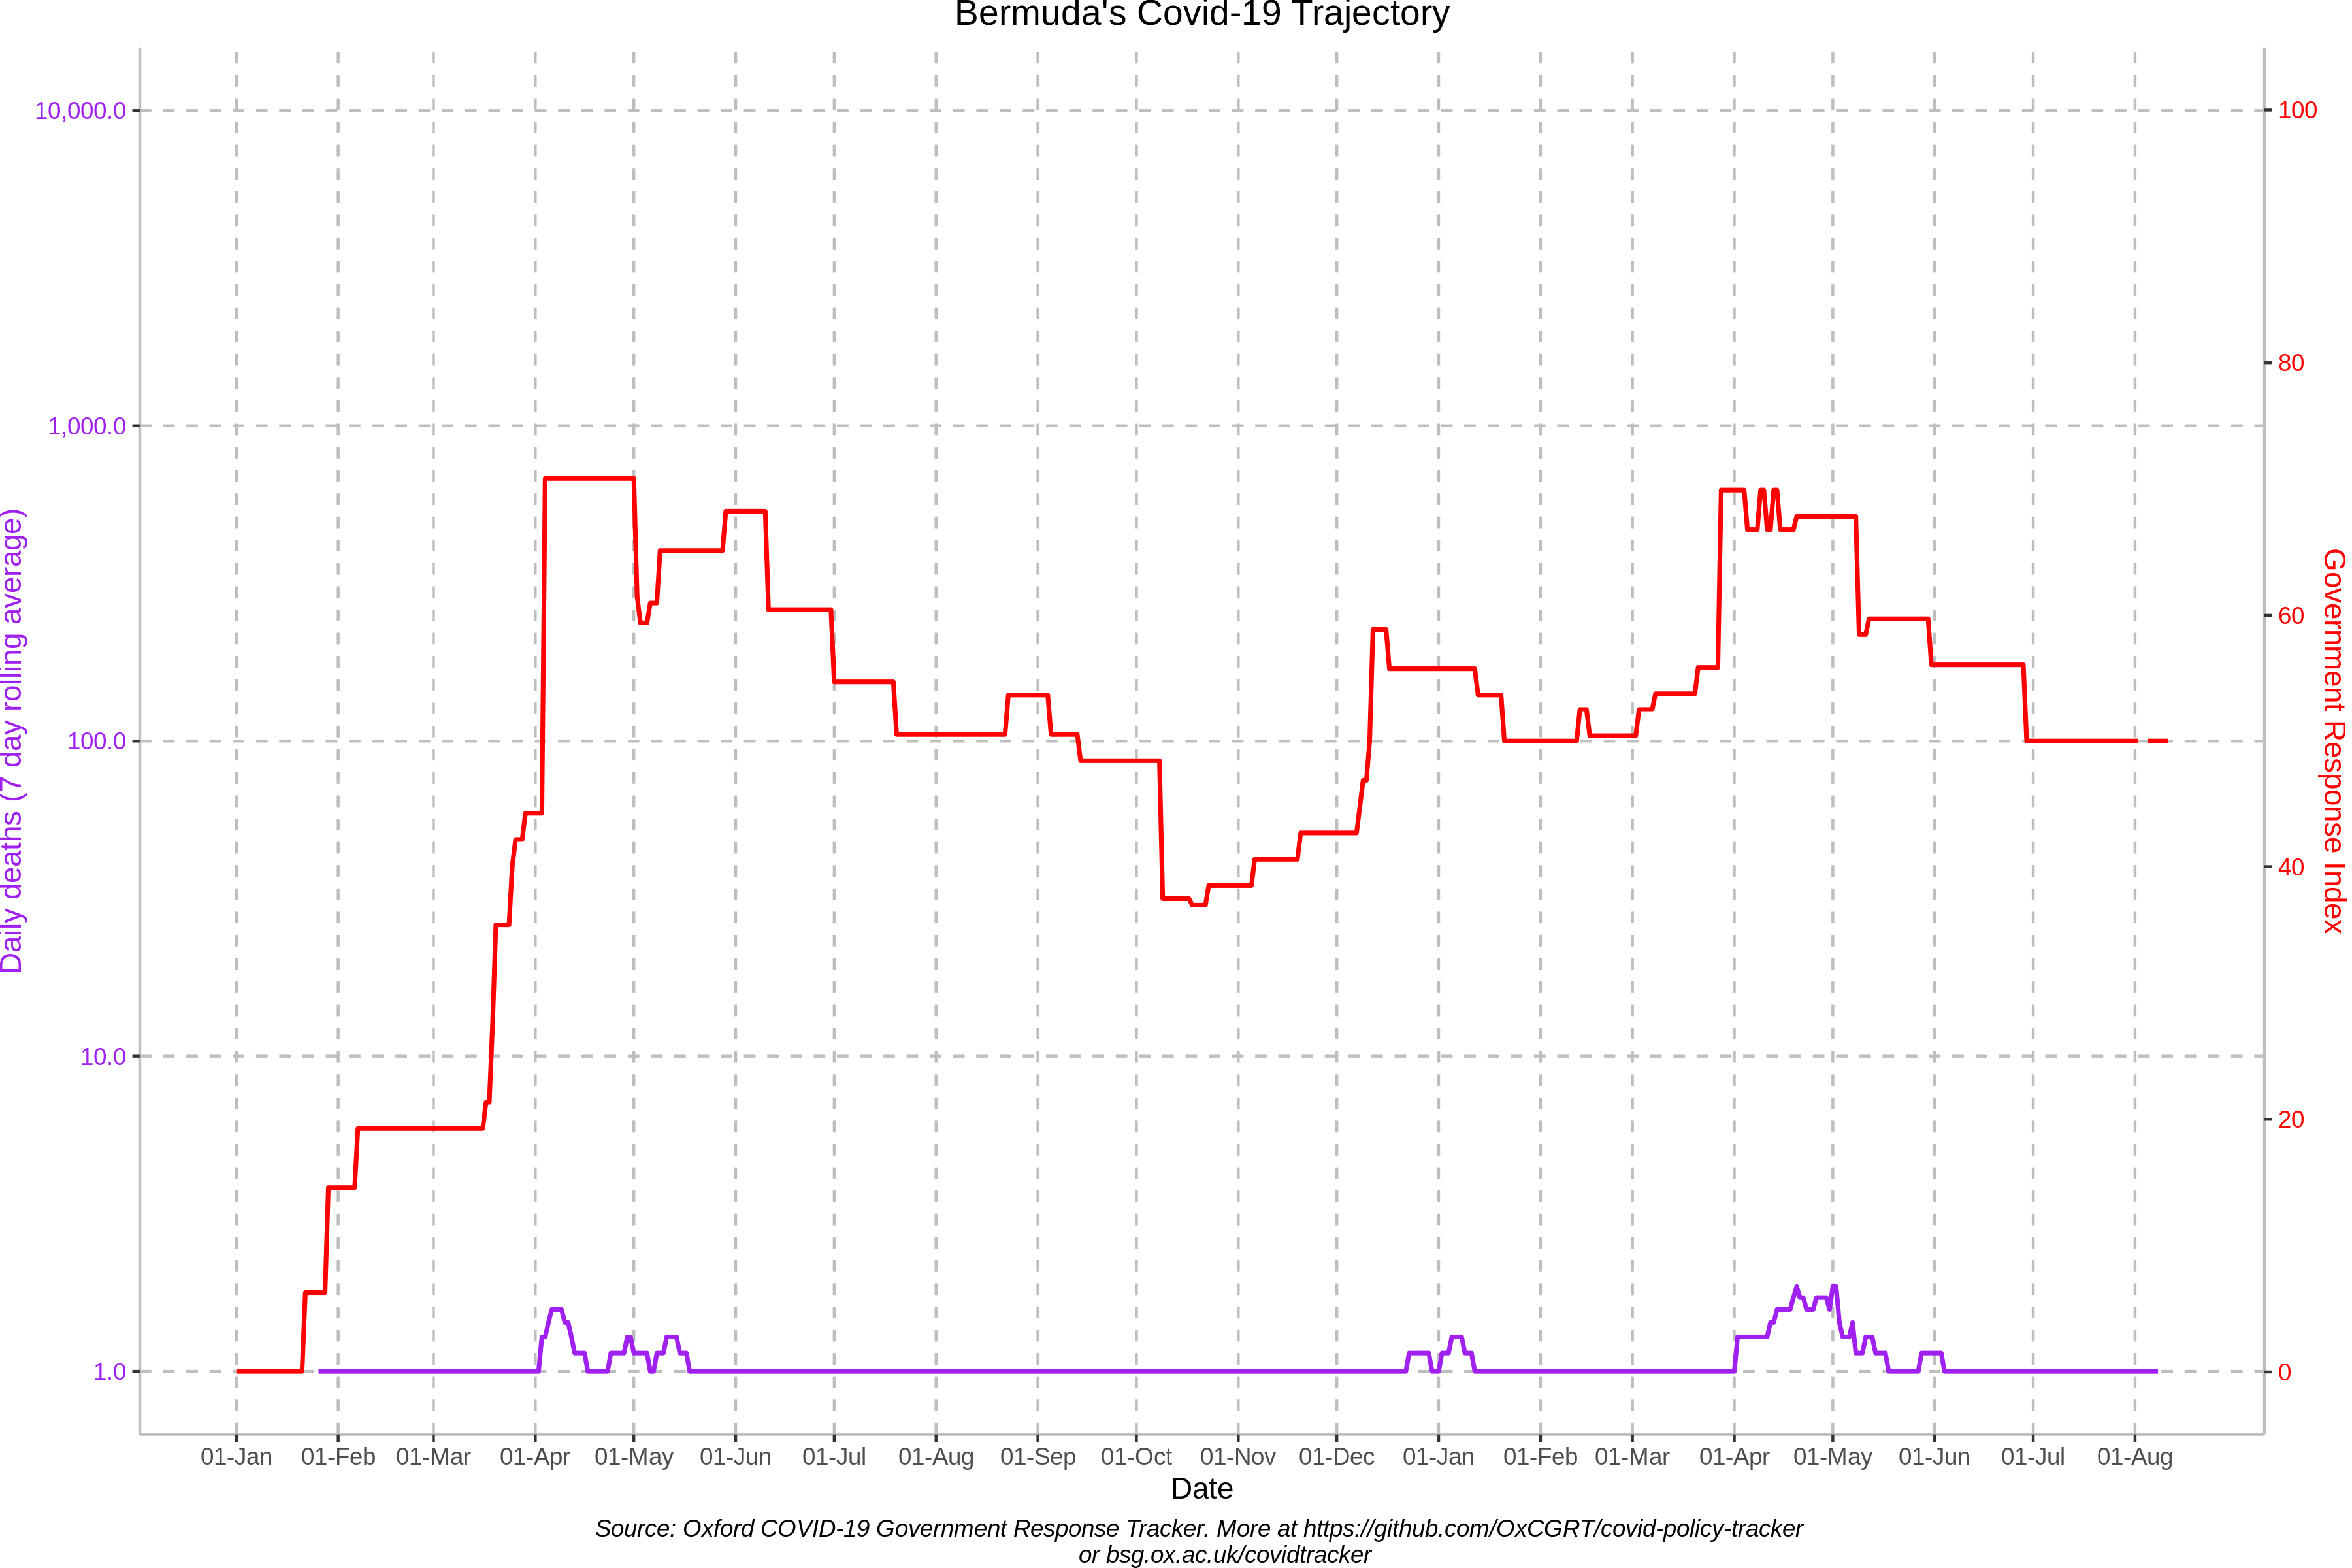 Bermuda's Covid-19 Trajectory
10,000.0
1,000.0
100.0
10.0
1.0
Daily deaths (7 day rolling average)
100
80
60
40
20
0
Government Response Index
01-Jan 01-Feb 01-Mar 01-Apr 01-May 01-Jun 01-Jul 01-Aug 01-Sep 01-Oct 01-Nov 01-Dec 01-Jan 01-Feb 01-Mar 01-Apr 01-May 01-Jun 01-Jul 01-Aug
Date
Source: Oxford COVID-19 Government Response Tracker. More at https://github.com/OxCGRT/covid-policy-tracker
or bsg.ox.ac.uk/covidtracker